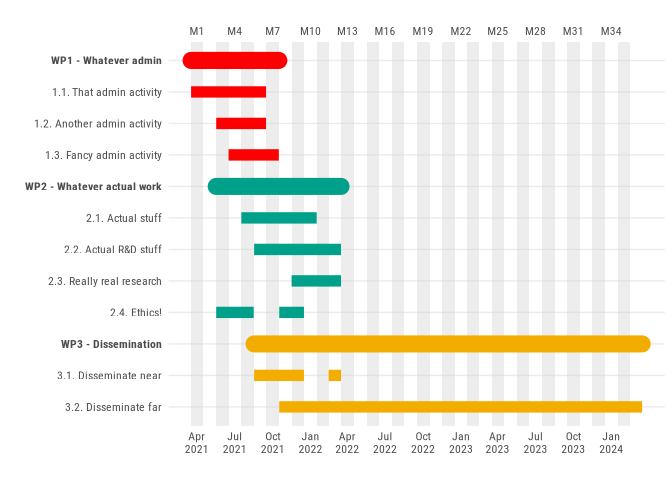 M1 M4 M7 M10 M13 M16 M19 M22 M25 M28 M31 M34
WP1 - Whatever admin
1.1. That admin activity
1.2. Another admin activity
1.3. Fancy admin activity
WP2 - Whatever actual work
2.1. Actual stuff
2.2. Actual R&D stuff
2.3. Really real research
2.4. Ethics!
WP3 - Dissemination
3.1. Disseminate near
3.2. Disseminate far
Apr Jul Oct Jan Apr Jul Oct Jan Apr Jul Oct Jan
2021 2021 2021 2022 2022 2022 2022 2023 2023 2023 2023 2024